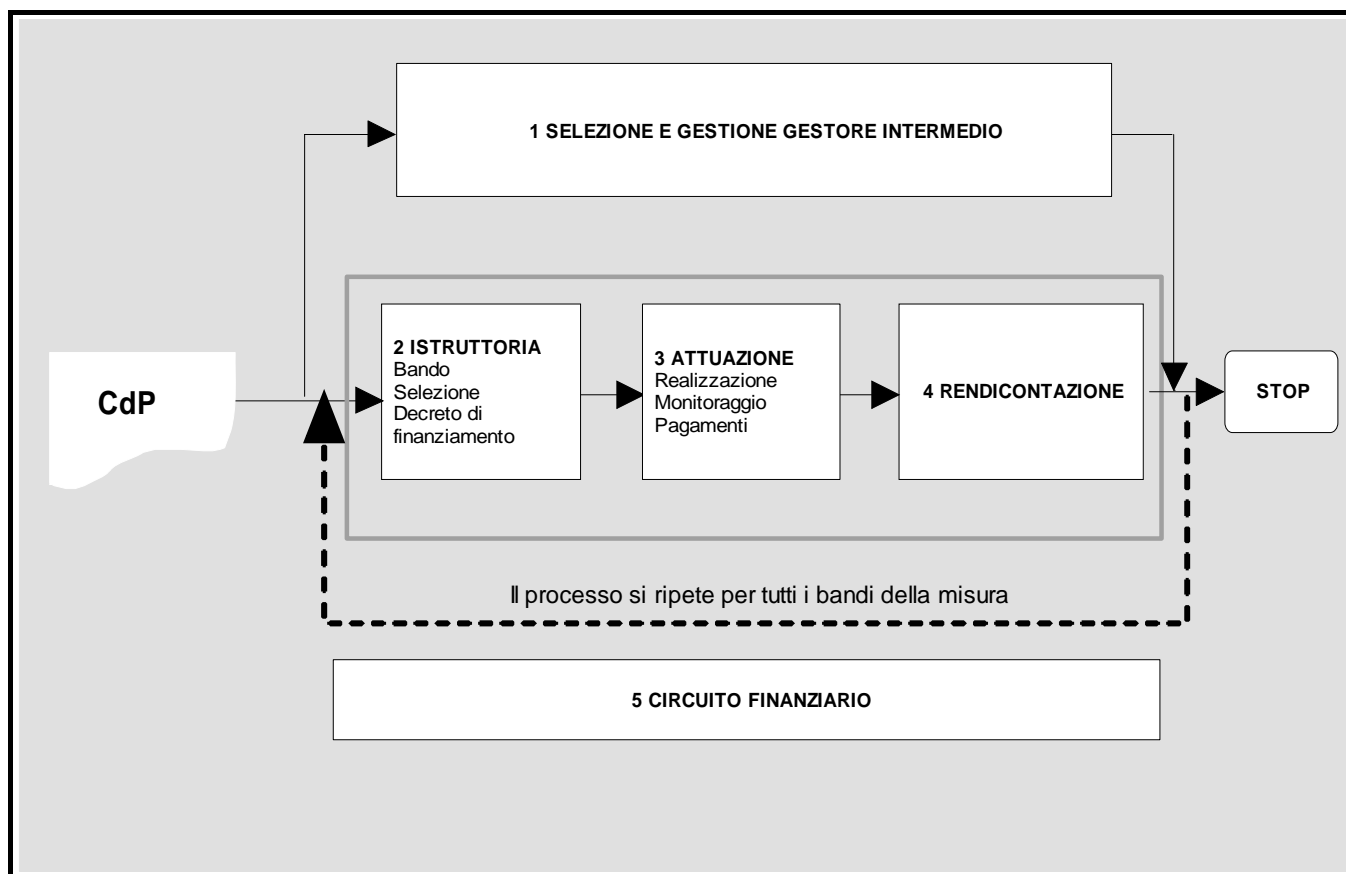 1 SELEZIONE E GESTIONE GESTORE INTERMEDIO
CdP
2 ISTRUTTORIA
Bando
Selezione
Decreto di
finanziamento
3 ATTUAZIONE
Realizzazione
Monitoraggio
Pagamenti
4 RENDICONTAZIONE
STOP
Il processo si ripete per tutti i bandi della misura
5 CIRCUITO FINANZIARIO